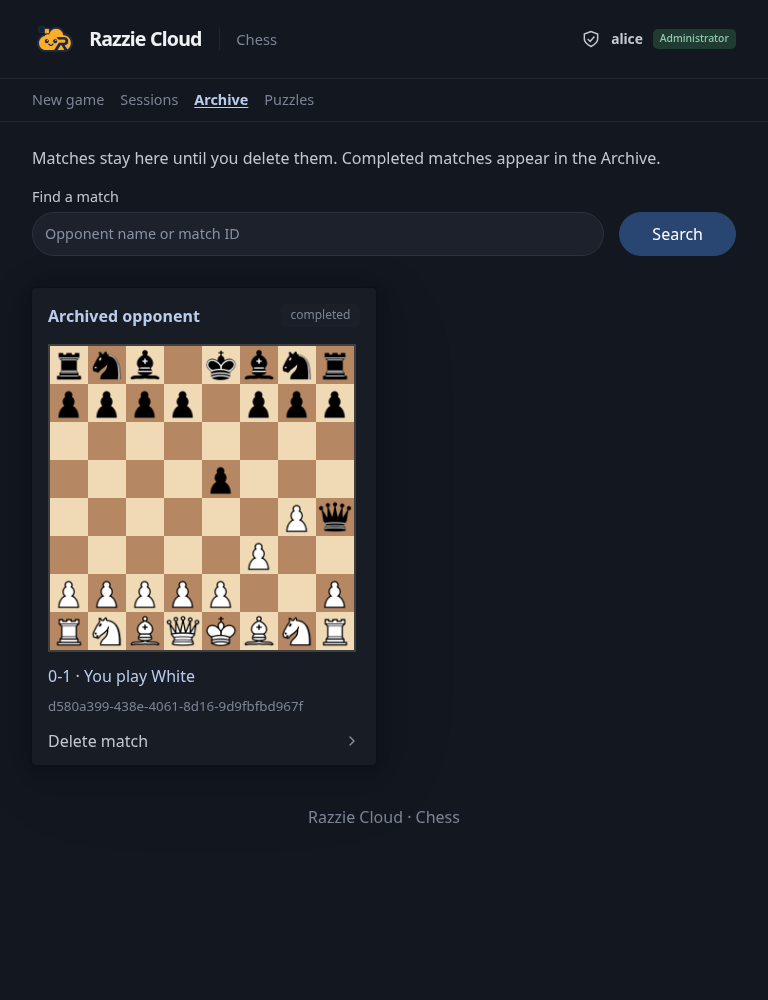 Razzie Cloud
Chess
alice
Administrator
New game
Sessions
Archive
Puzzles
Matches stay here until you delete them. Completed matches appear in the Archive.
Find a match
Opponent name or match ID
Search
Archived opponent
completed
0-1 · You play White
d580a399-438e-4061-8d16-9d9fbfbd967f
Delete match
Razzie Cloud · Chess